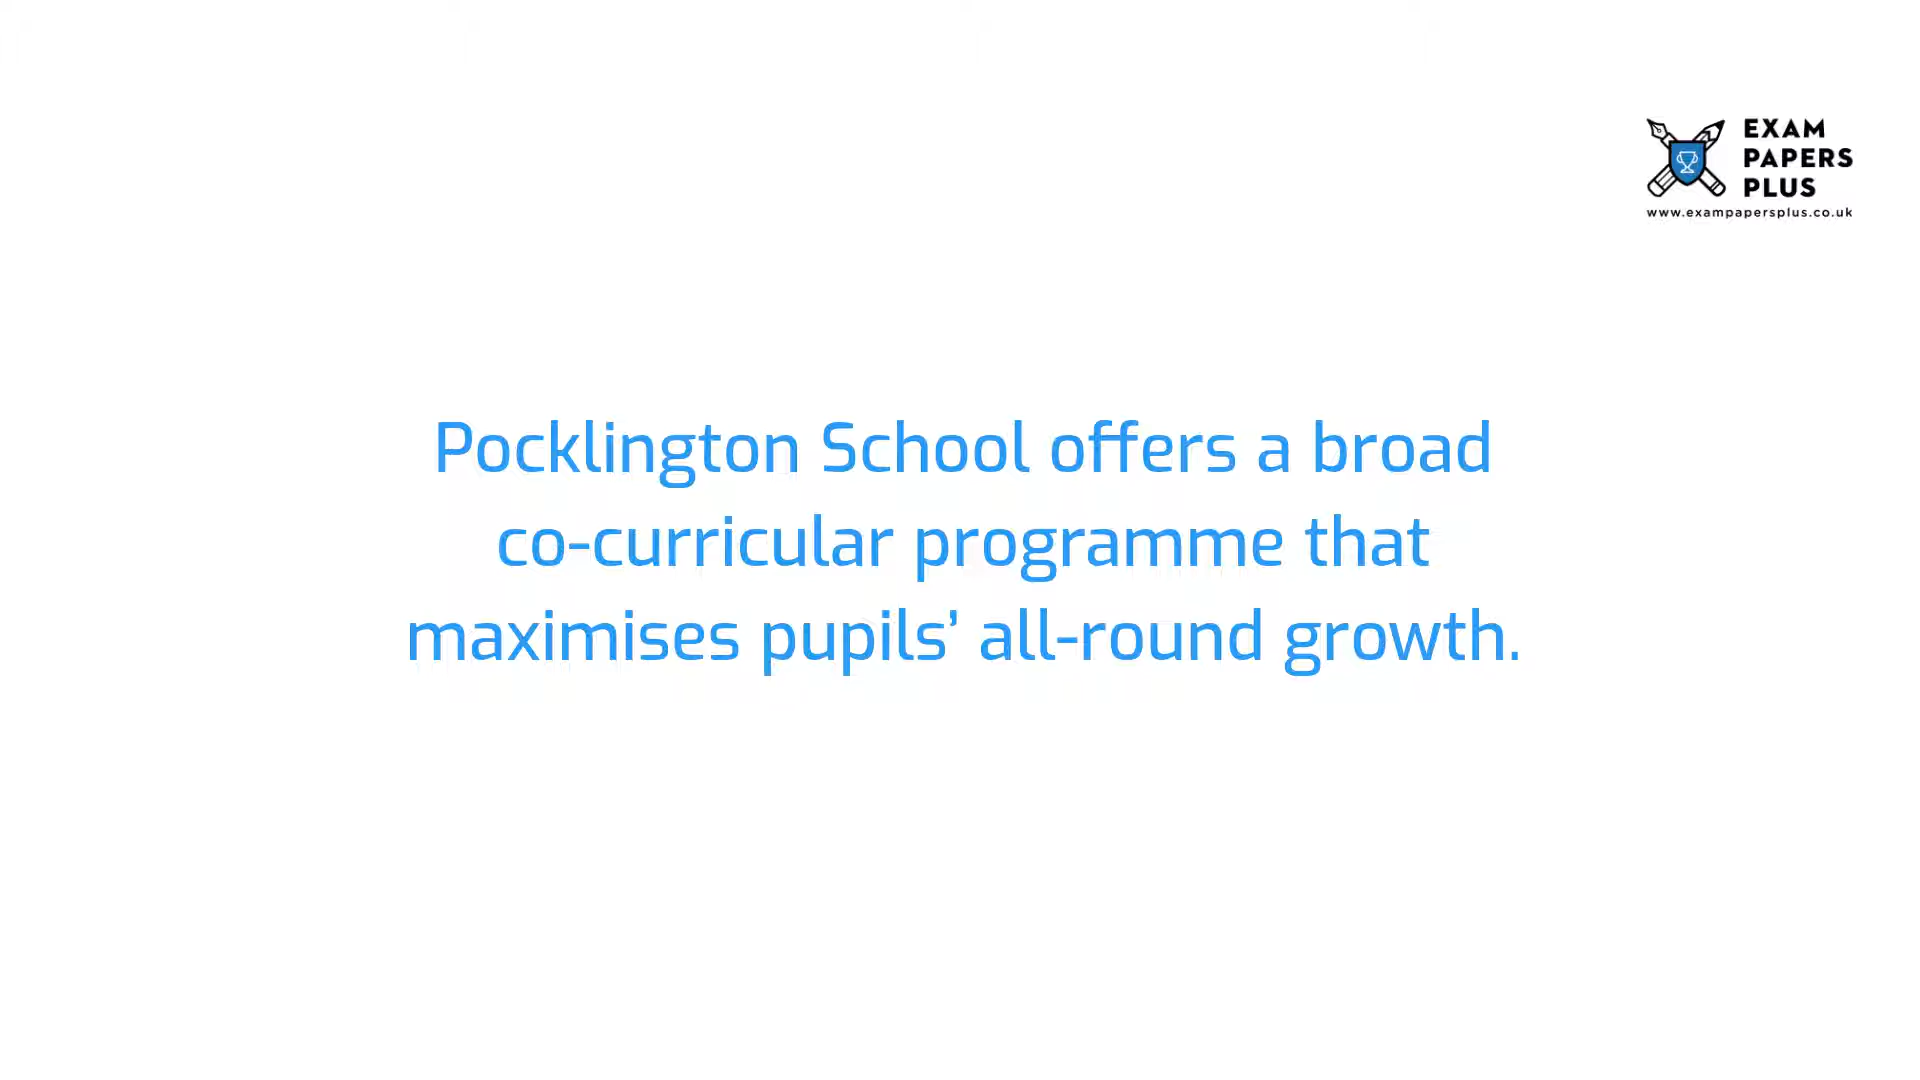 EXAM
PAPERS
PLUS
www.exampapersplus.co.uk
Pocklington School offers a broad
co-curricular programme that
maximises pupils’ all-round growth.